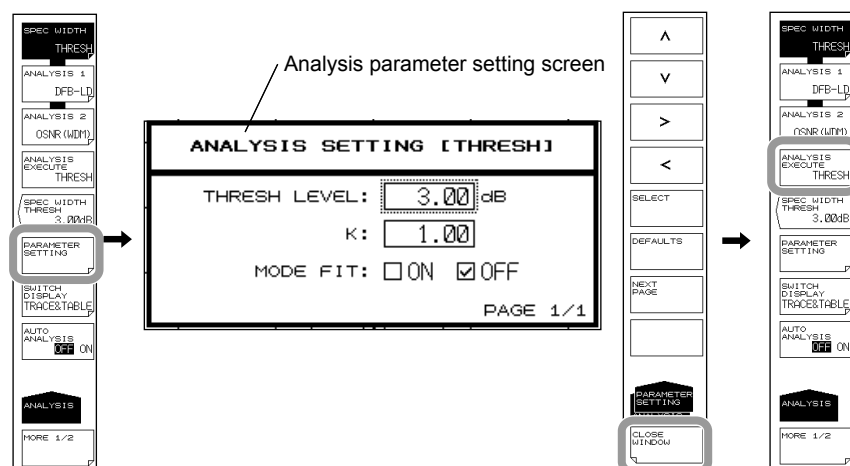 SPEC WIDTH
THRESH
ANALYSIS 1
DFB-LD
ANALYSIS 2
OSNR(WDM)
ANALYSIS
EXECUTE
THRESH
SPEC WIDTH
THRESH
3.00dB
PARAMETER
SETTING
SWITCH
DISPLAY
TRACE&TABLE
AUTO
ANALYSIS
OFF ON
ANALYSIS
MORE 1/2
Analysis parameter setting screen
ANALYSIS SETTING [THRESH]
THRESH LEVEL: 3.00 dB
K: 1.00
MODE FIT: ☐ON ☑OFF
PAGE 1/1
∧
∨
>
<
SELECT
DEFAULTS
NEXT
PAGE
PARAMETER
SETTING
CLOSE
WINDOW
SPEC WIDTH
THRESH
ANALYSIS 1
DFB-LD
ANALYSIS 2
OSNR(WDM)
ANALYSIS
EXECUTE
THRESH
SPEC WIDTH
THRESH
3.00dB
PARAMETER
SETTING
SWITCH
DISPLAY
TRACE&TABLE
AUTO
ANALYSIS
OFF ON
ANALYSIS
MORE 1/2